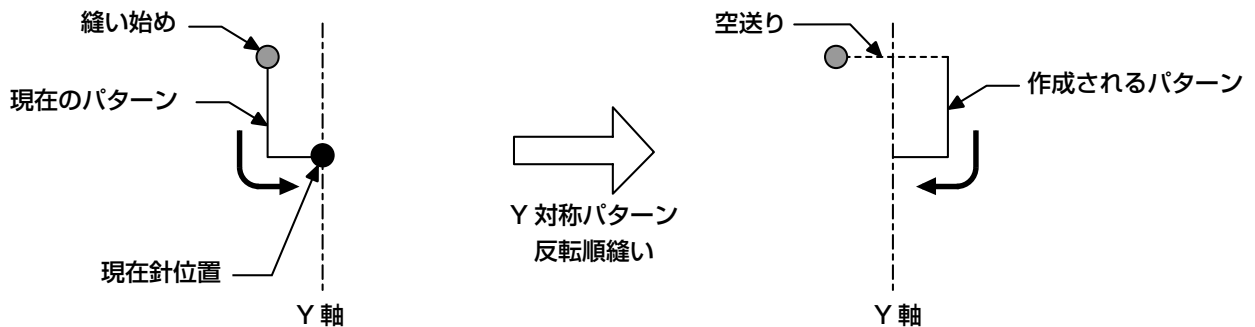 縫い始め
現在のパターン
現在針位置
Y 軸
Y 対称パターン
反転順縫い
空送り
作成されるパターン
Y 軸